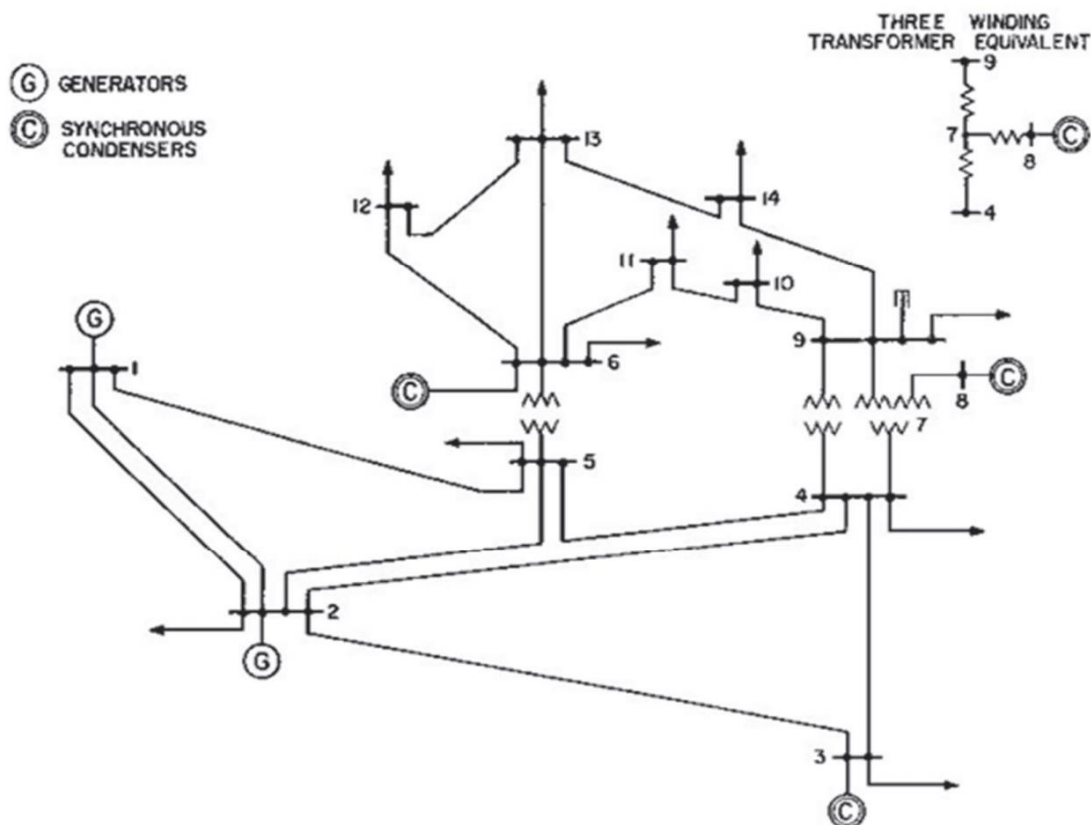 THREE WINDING
TRANSFORMER EQUIVALENT
9
7
C
8
4
G GENERATORS
C SYNCHRONOUS
CONDENSERS
13
12
14
11
10
G
9
1
6
C
8
C
7
5
4
2
G
3
C